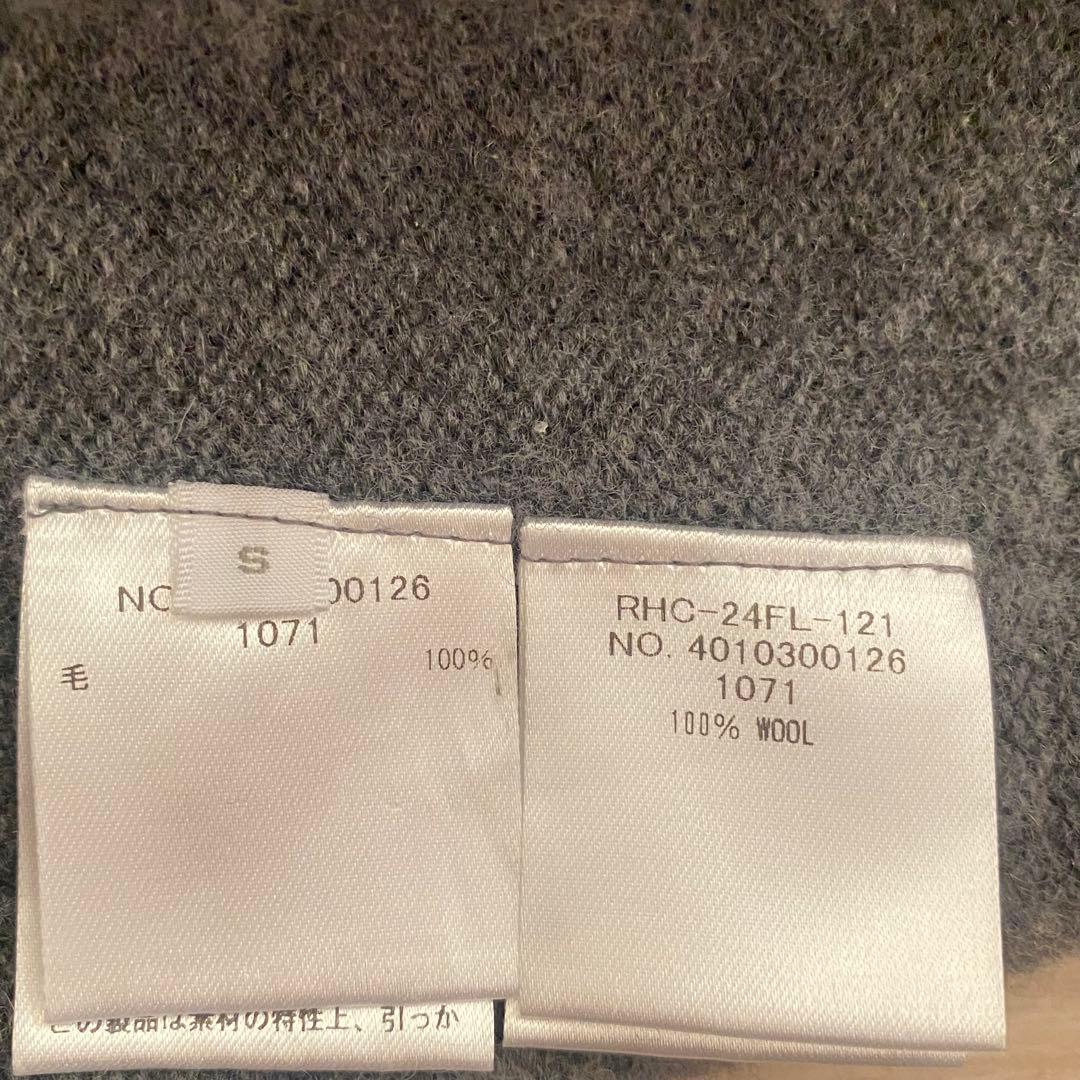 S
NO 00126
1071
毛 100%
この製品は素材の特性上、引っか
RHC-24FL-121
NO. 4010300126
1071
100% WOOL